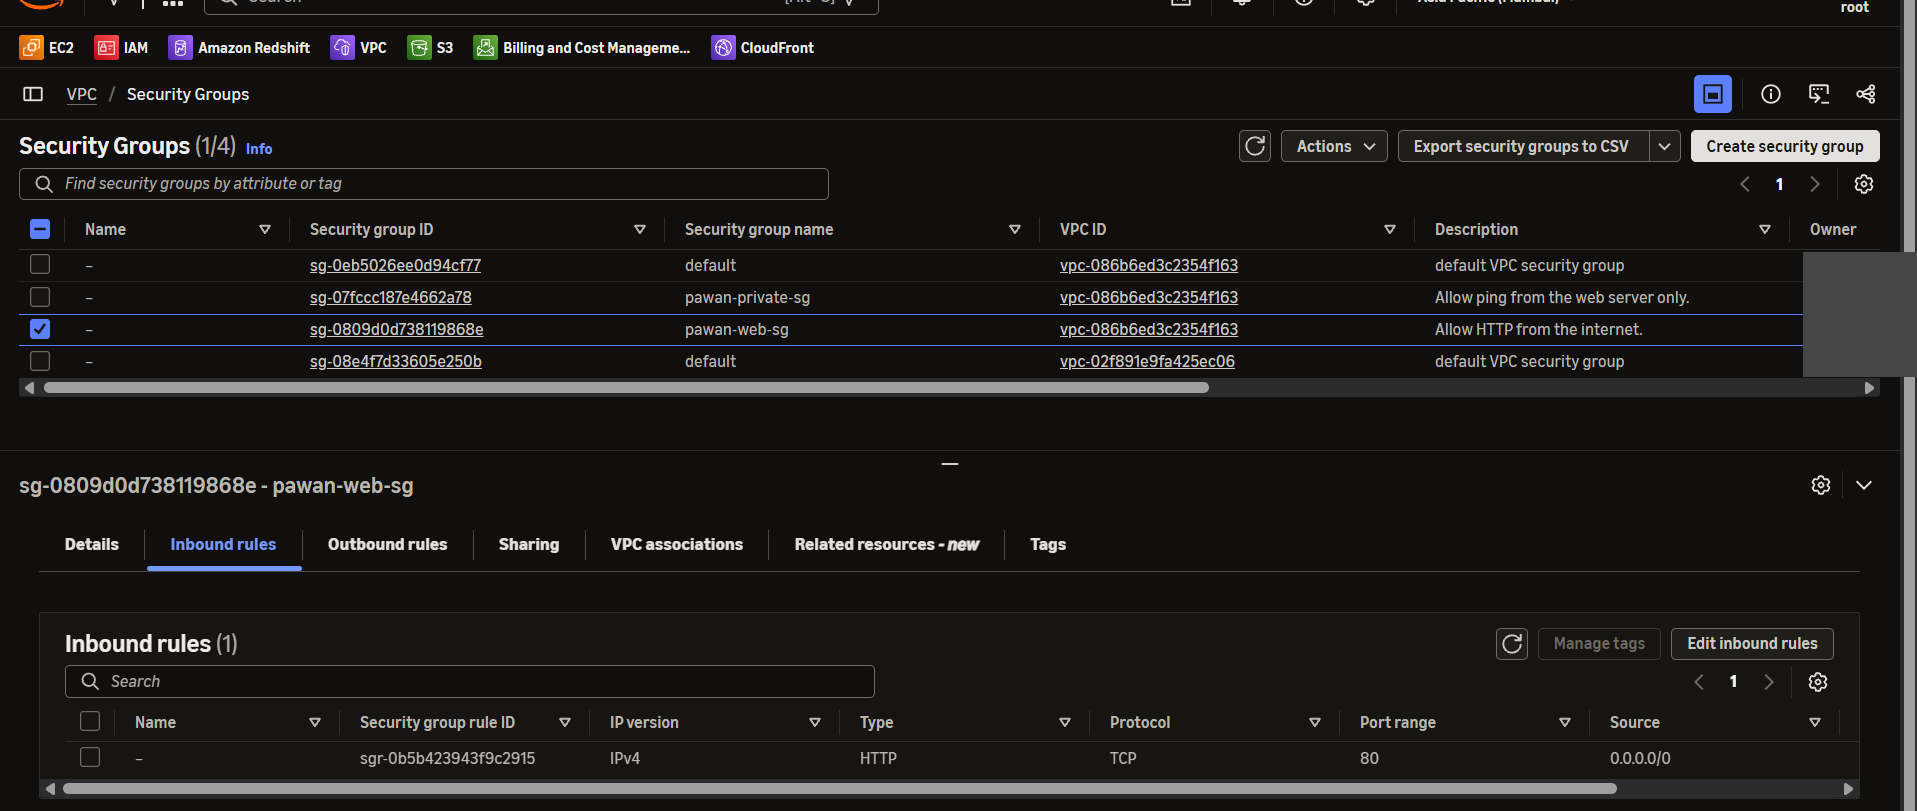 root
EC2 IAM Amazon Redshift VPC S3 Billing and Cost Manageme... CloudFront
VPC / Security Groups
Security Groups (1/4) Info
Actions Export security groups to CSV Create security group
Find security groups by attribute or tag
1
Name Security group ID Security group name VPC ID Description Owner
– sg-0eb5026ee0d94cf77 default vpc-086b6ed3c2354f163 default VPC security group
– sg-07fccc187e4662a78 pawan-private-sg vpc-086b6ed3c2354f163 Allow ping from the web server only.
– sg-0809d0d738119868e pawan-web-sg vpc-086b6ed3c2354f163 Allow HTTP from the internet.
– sg-08e4f7d33605e250b default vpc-02f891e9fa425ec06 default VPC security group
sg-0809d0d738119868e - pawan-web-sg
Details Inbound rules Outbound rules Sharing VPC associations Related resources - new Tags
Inbound rules (1)
Manage tags Edit inbound rules
Search
1
Name Security group rule ID IP version Type Protocol Port range Source
– sgr-0b5b423943f9c2915 IPv4 HTTP TCP 80 0.0.0.0/0